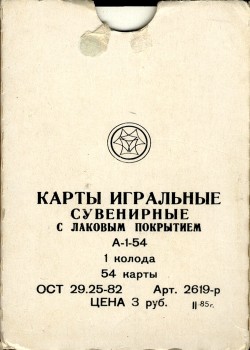 КАРТЫ ИГРАЛЬНЫЕ
СУВЕНИРНЫЕ
С ЛАКОВЫМ ПОКРЫТИЕМ
А-1-54
1 колода
54 карты
ОСТ 29.25-82 Арт. 2619-р
ЦЕНА 3 руб. II-85г.